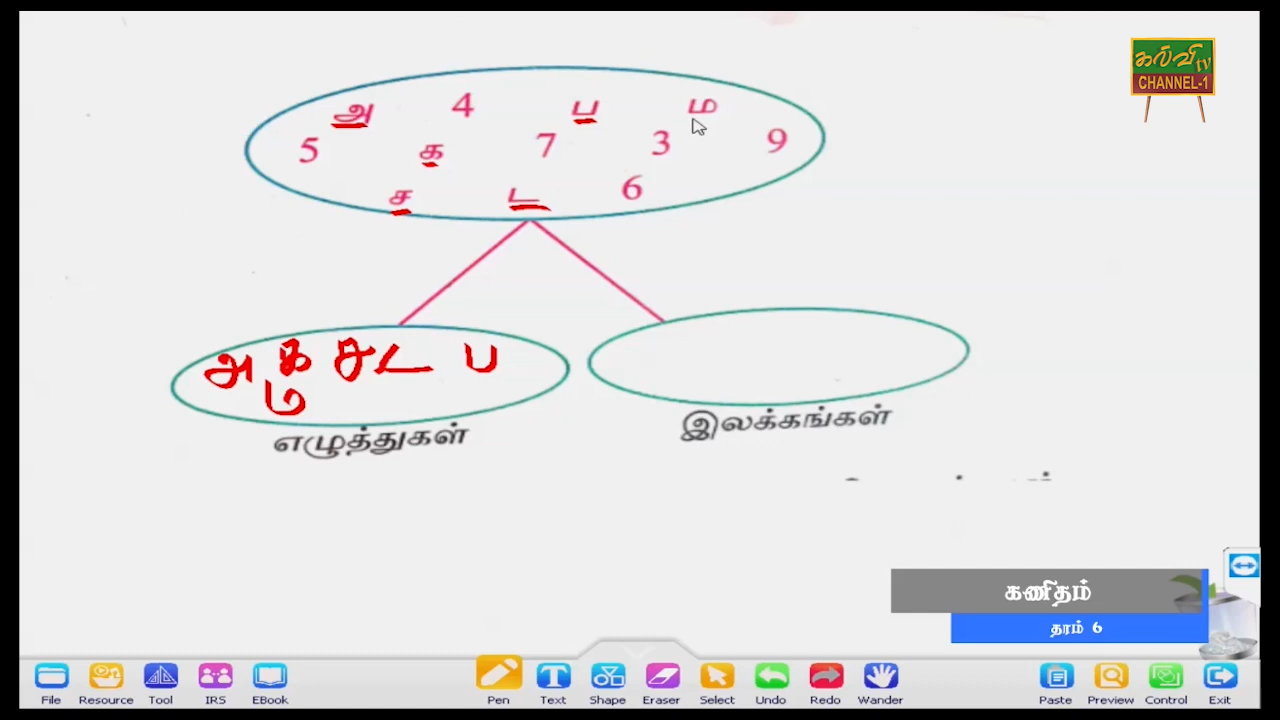 கல்வி TV
CHANNEL-1
அ 4 ப ம
5 க 7 3 9
ச ட 6
அ க ச ட ப
ம
எழுத்துகள்
இலக்கங்கள்
கணிதம்
தரம் 6
File Resource Tool IRS EBook Pen Text Shape Eraser Select Undo Redo Wander Paste Preview Control Exit